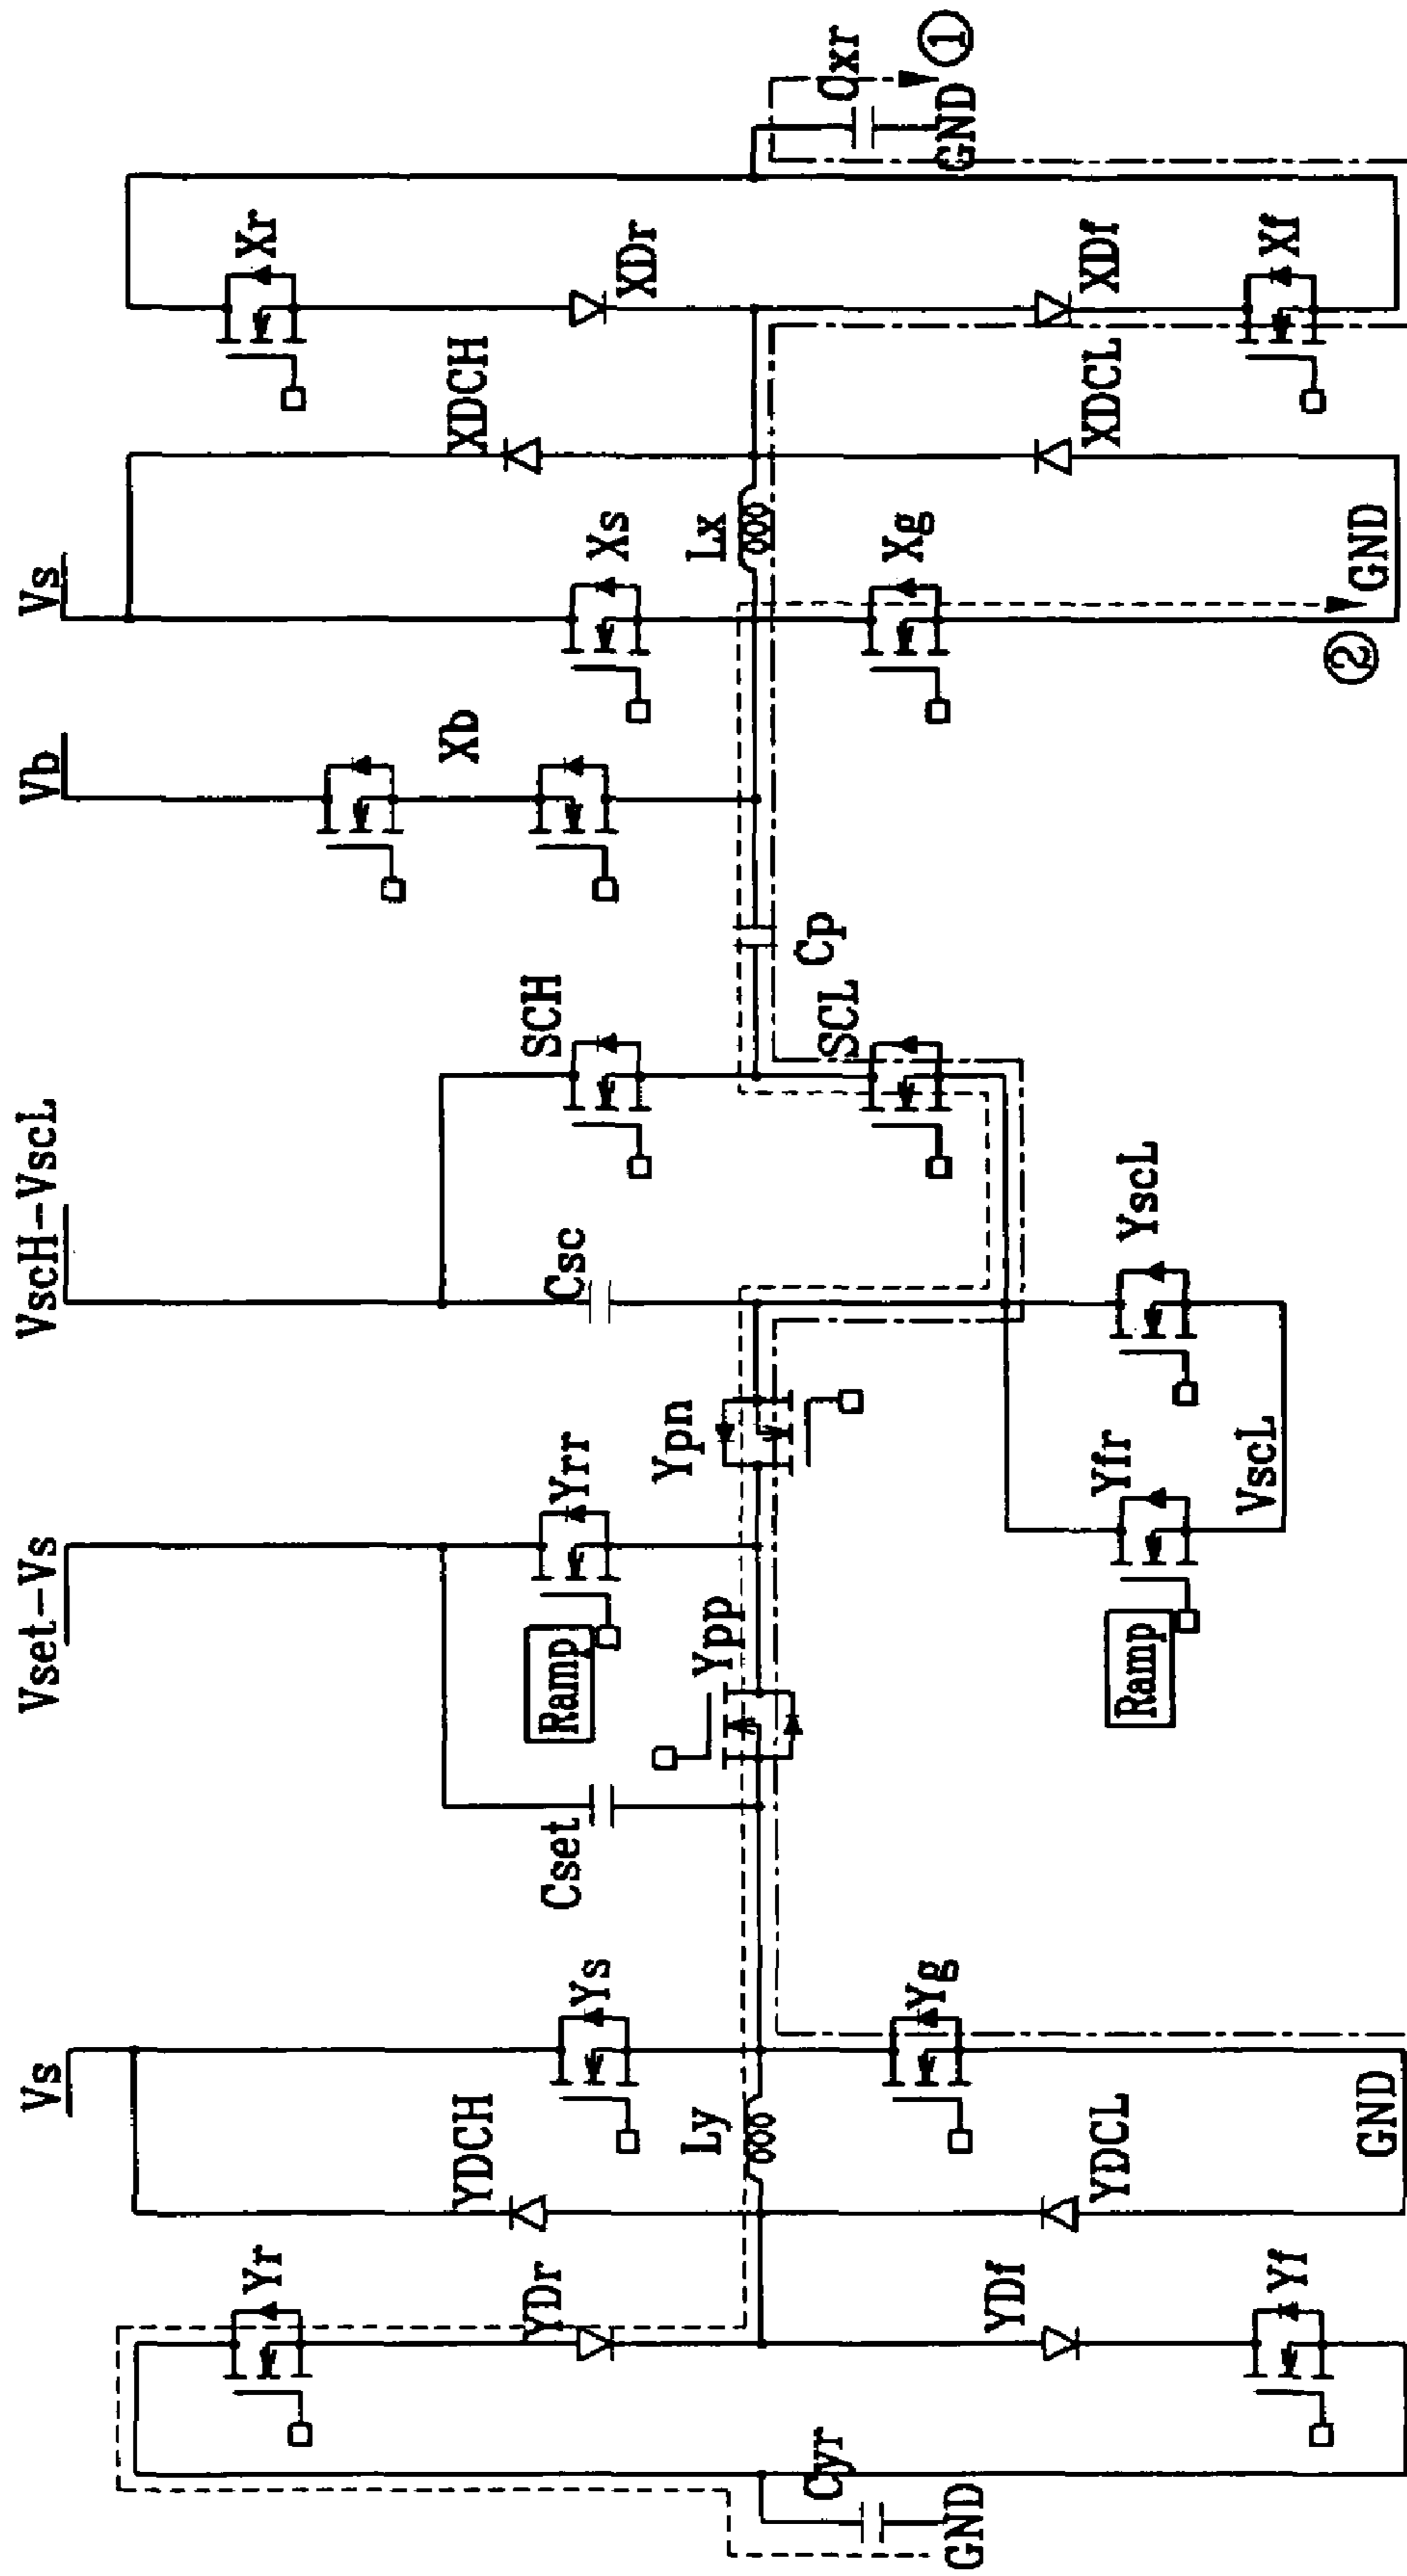 Vs
Vb
VscH-VscL
Vset-Vs
Vs
①
Cxr
GND
Xr
XDr
XDf
Xf
XDCH
XDCL
Xs
Lx
Xg
GND
②
Xb
Cp
SCH
SCL
Csc
YscL
Ypn
Yrr
Ramp
Yfr
Ramp
VscL
Ypp
Cset
Ys
Yg
Ly
YDCH
YDCL
GND
Yr
YDr
YDf
Yf
Cyr
GND